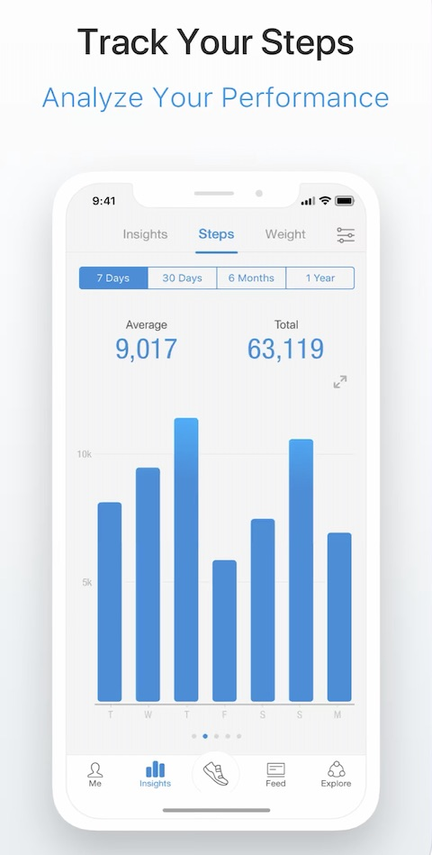 Track Your Steps
Analyze Your Performance
9:41
Insights Steps Weight
7 Days 30 Days 6 Months 1 Year
Average Total
9,017 63,119
10k
5k
T W T F S S M
Me Insights Feed Explore